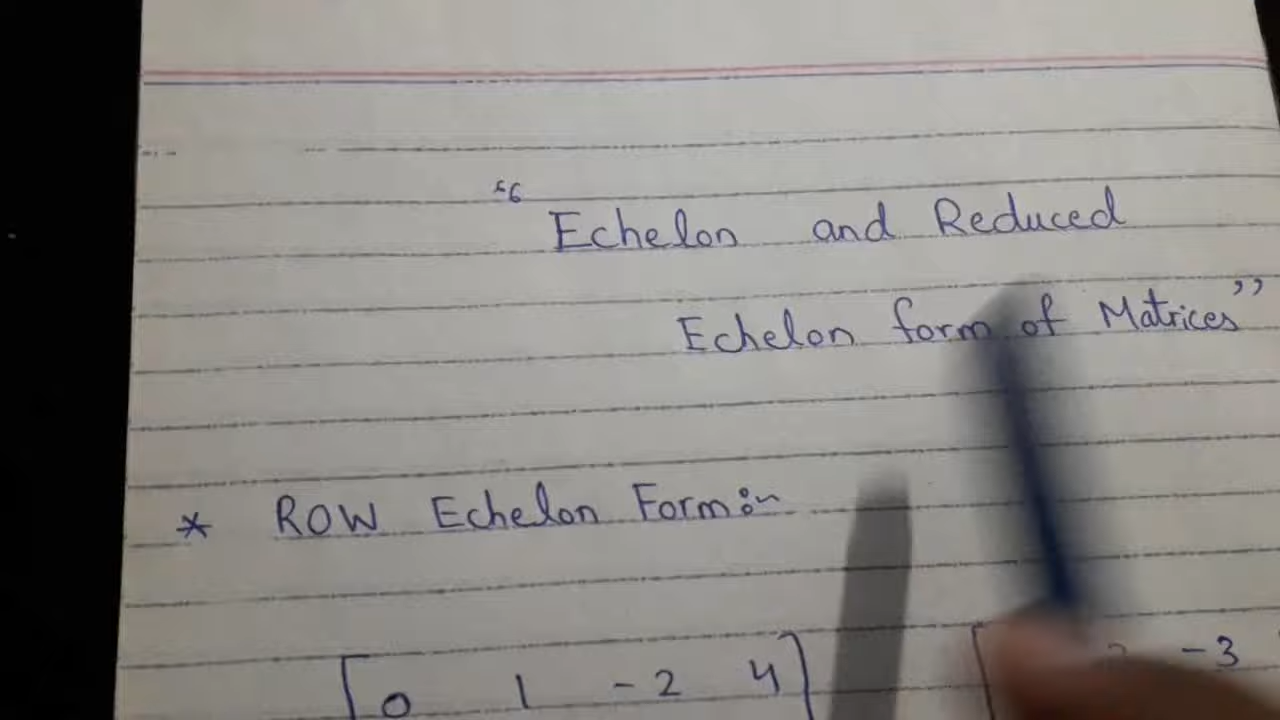 “ Echelon and Reduced
Echelon form of Matrices”
* ROW Echelon Form:~
0 1 -2 4
-3